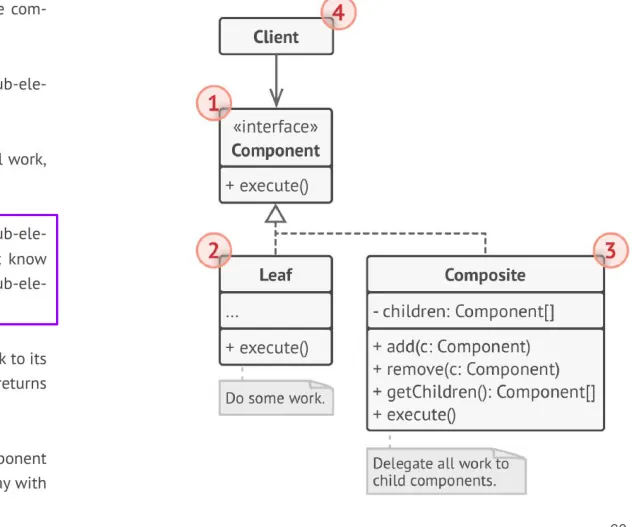 e com-
ub-ele-
l work,
ub-ele-
know
ub-ele-
k to its
returns
ponent
ay with
4
Client
1
«interface»
Component
+ execute()
2
Leaf
...
+ execute()
Do some work.
3
Composite
- children: Component[]
+ add(c: Component)
+ remove(c: Component)
+ getChildren(): Component[]
+ execute()
Delegate all work to
child components.